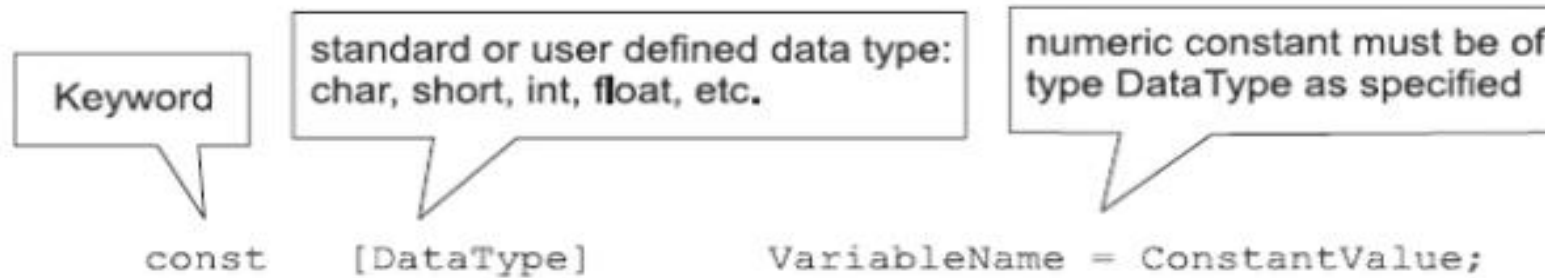 Keyword
standard or user defined data type:
char, short, int, float, etc.
numeric constant must be of
type DataType as specified
const [DataType] VariableName = ConstantValue;